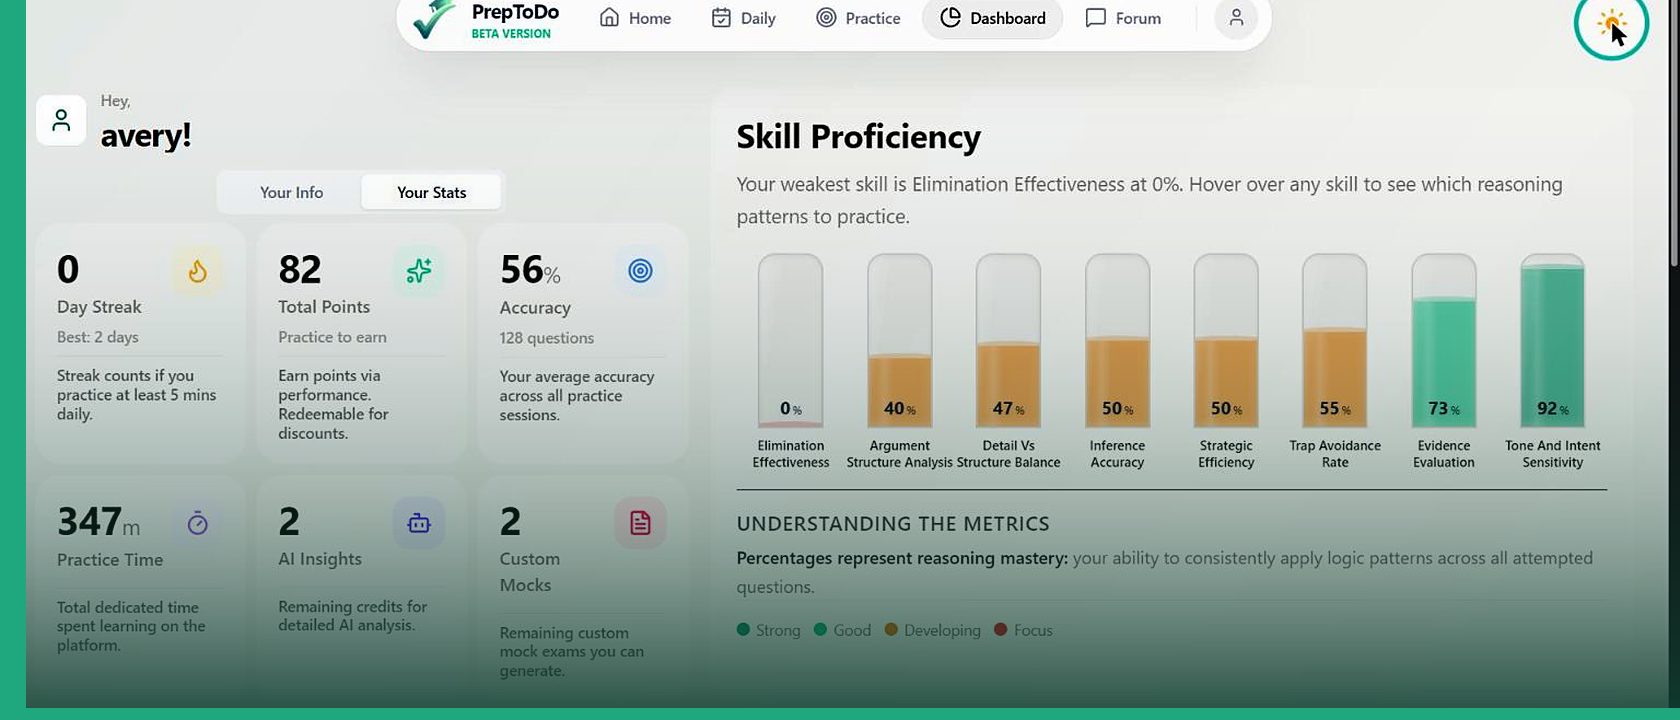 PrepToDo
BETA VERSION
Home
Daily
Practice
Dashboard
Forum
Hey,
avery!
Your Info
Your Stats
0
Day Streak
Best: 2 days
Streak counts if you
practice at least 5 mins
daily.
82
Total Points
Practice to earn
Earn points via
performance.
Redeemable for
discounts.
56%
Accuracy
128 questions
Your average accuracy
across all practice
sessions.
347m
Practice Time
Total dedicated time
spent learning on the
platform.
2
AI Insights
Remaining credits for
detailed AI analysis.
2
Custom
Mocks
Remaining custom
mock exams you can
generate.
Skill Proficiency
Your weakest skill is Elimination Effectiveness at 0%. Hover over any skill to see which reasoning
patterns to practice.
0%
Elimination
Effectiveness
40%
Argument
Structure Analysis
47%
Detail Vs
Structure Balance
50%
Inference
Accuracy
50%
Strategic
Efficiency
55%
Trap Avoidance
Rate
73%
Evidence
Evaluation
92%
Tone And Intent
Sensitivity
UNDERSTANDING THE METRICS
Percentages represent reasoning mastery: your ability to consistently apply logic patterns across all attempted
questions.
Strong
Good
Developing
Focus